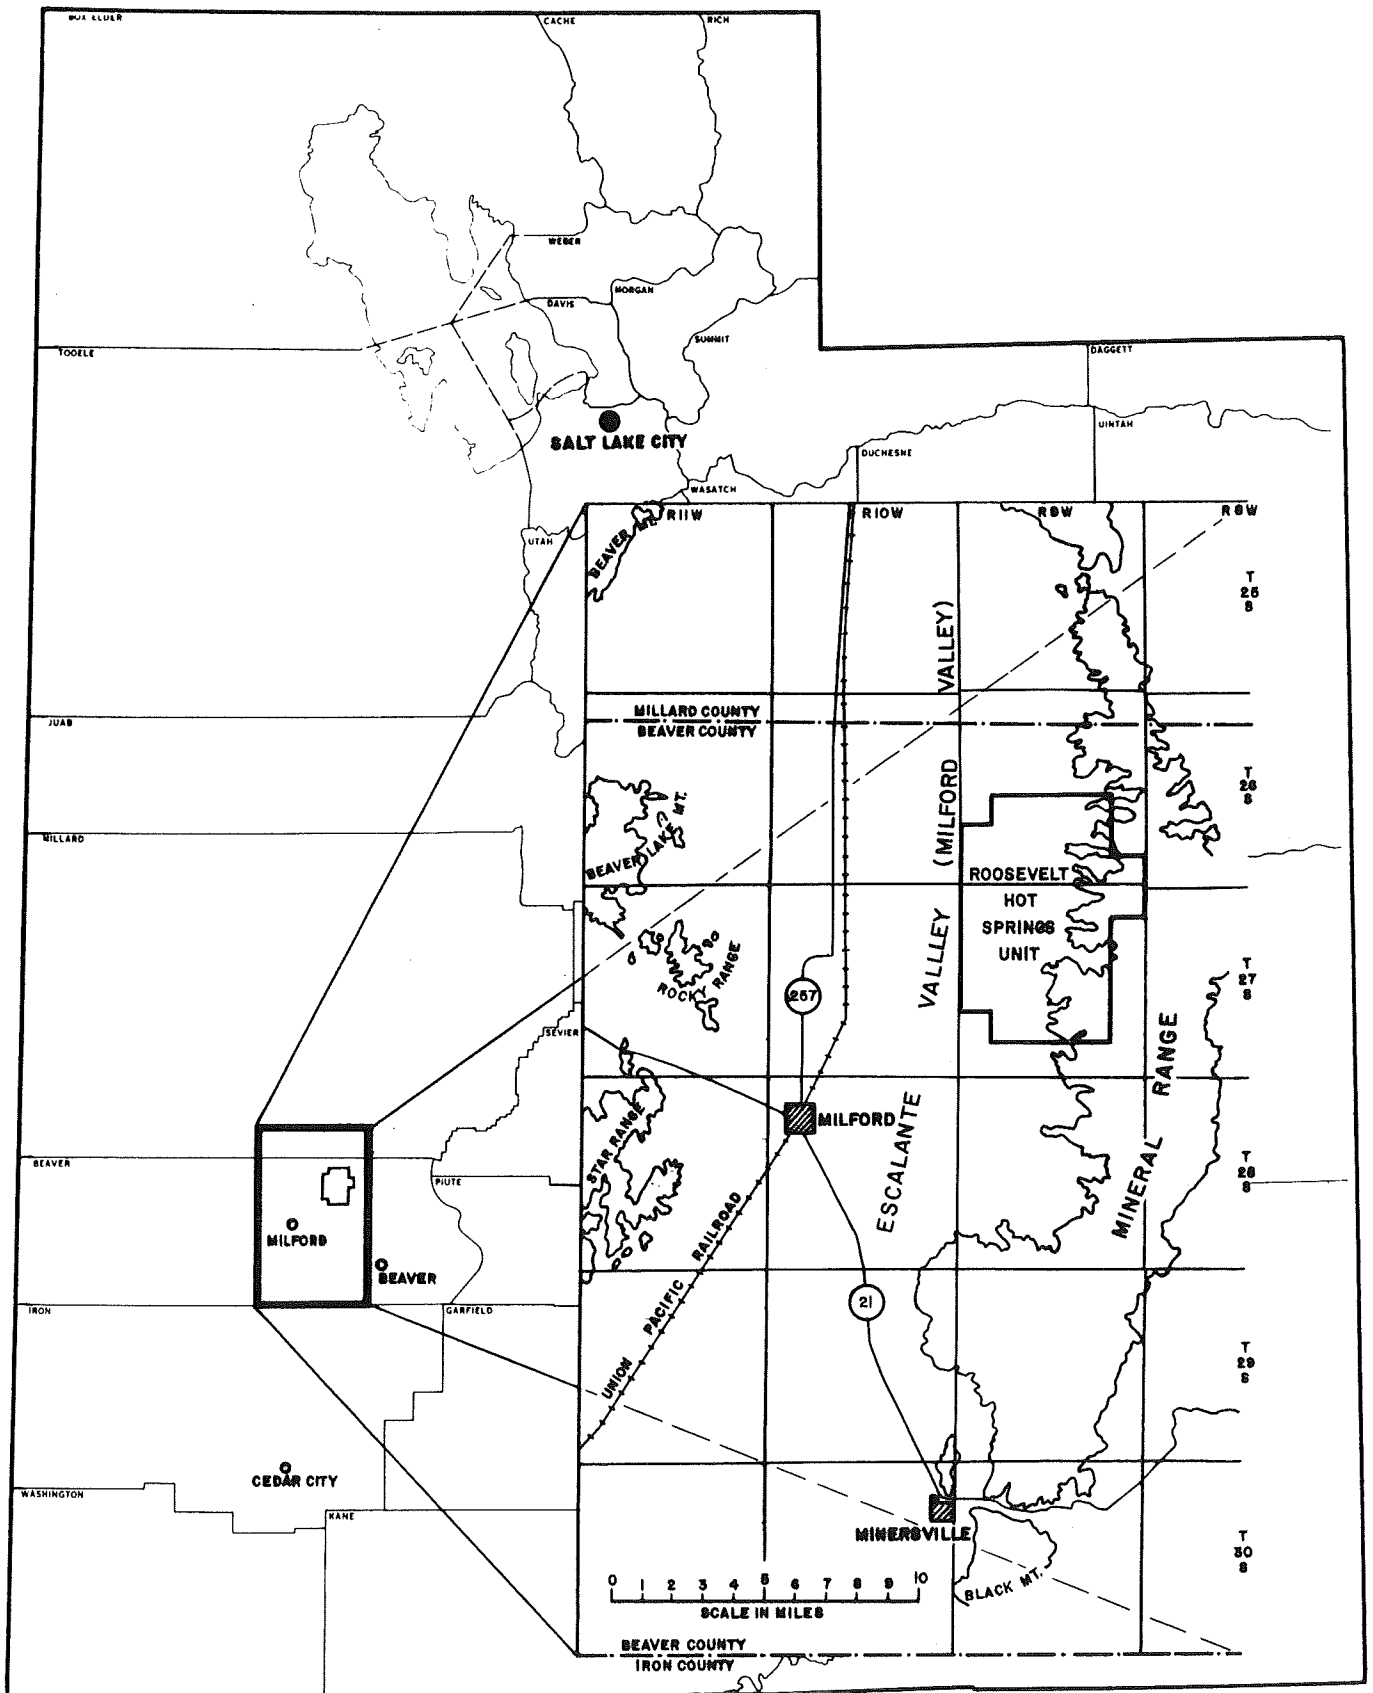 BOX ELDER
CACHE
RICH
WEBER
MORGAN
DAVIS
SUMMIT
TOOELE
DAGGETT
UINTAH
SALT LAKE CITY
DUCHESNE
WASATCH
R11W
R10W
R9W
R8W
UTAH
BEAVER MT.
T
25
S
VALLEY)
MILLARD COUNTY
BEAVER COUNTY
JUAB
(MILFORD
T
26
S
MILLARD
BEAVER LAKE MT.
ROOSEVELT
HOT
SPRINGS
UNIT
VALLLEY
ROCKY RANGE
257
T
27
S
SEVIER
RANGE
MILFORD
STAR RANGE
ESCALANTE
MINERAL
BEAVER
PIUTE
T
28
S
MILFORD
BEAVER
UNION PACIFIC RAILROAD
IRON
GARFIELD
21
T
29
S
CEDAR CITY
WASHINGTON
KANE
MINERSVILLE
T
30
S
BLACK MT.
0 1 2 3 4 5 6 7 8 9 10
SCALE IN MILES
BEAVER COUNTY
IRON COUNTY